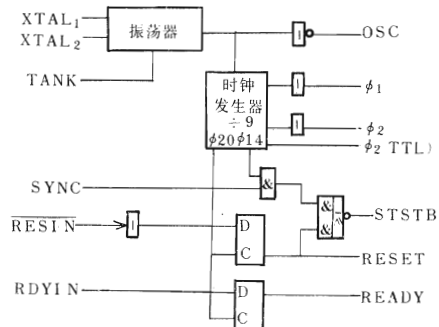 XTAL₁
XTAL₂
振荡器
OSC
TANK
时钟
发生器
÷9
φ20φ14
φ₁
φ₂
φ₂ TTL)
SYNC
&
&
&
STSTB
RESIN
D
C
RESET
RDYIN
D
C
READY